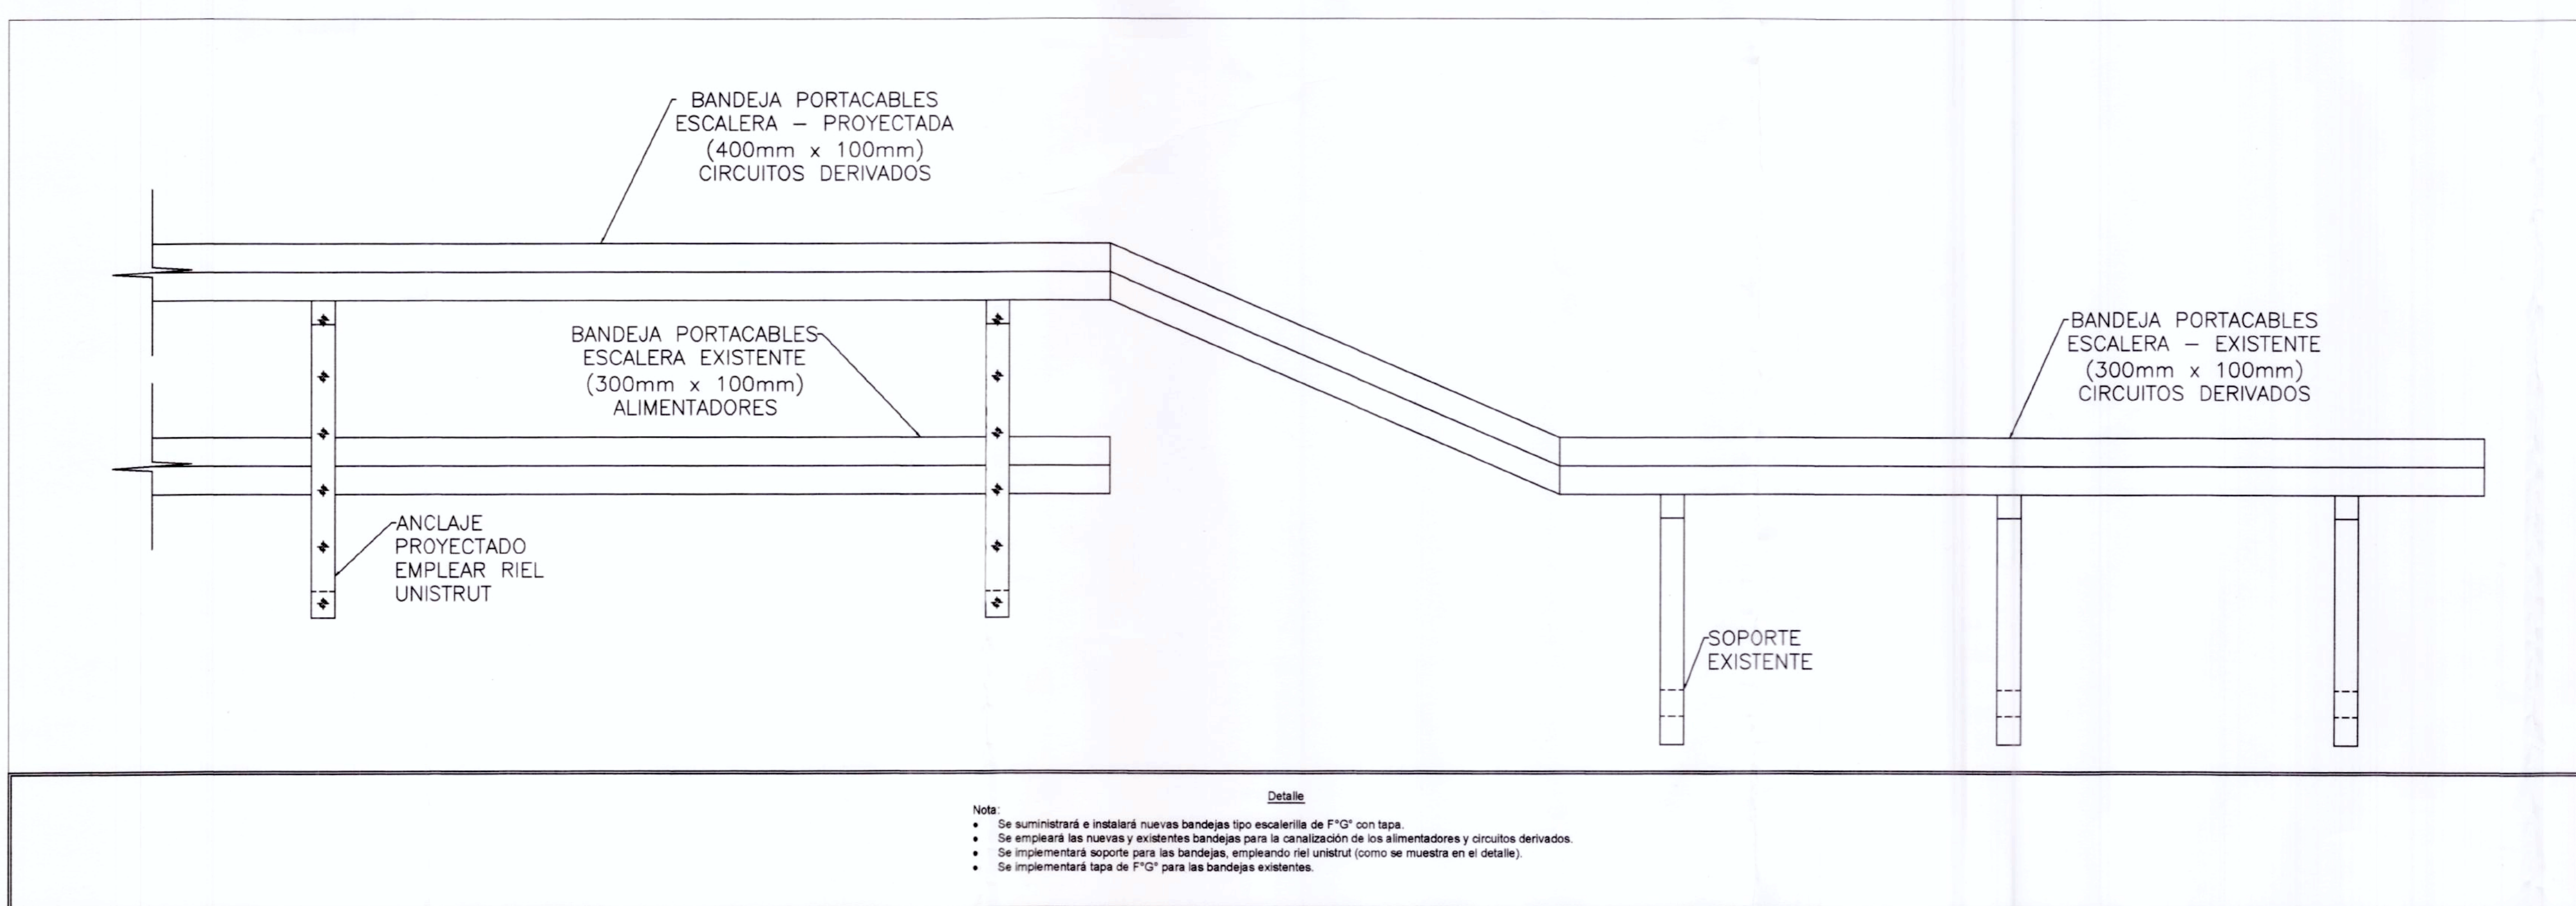 BANDEJA PORTACABLES
ESCALERA – PROYECTADA
(400mm x 100mm)
CIRCUITOS DERIVADOS
BANDEJA PORTACABLES
ESCALERA EXISTENTE
(300mm x 100mm)
ALIMENTADORES
BANDEJA PORTACABLES
ESCALERA – EXISTENTE
(300mm x 100mm)
CIRCUITOS DERIVADOS
ANCLAJE
PROYECTADO
EMPLEAR RIEL
UNISTRUT
SOPORTE
EXISTENTE
Detalle
Nota:
• Se suministrará e instalará nuevas bandejas tipo escalerilla de F°G° con tapa.
• Se empleará las nuevas y existentes bandejas para la canalización de los alimentadores y circuitos derivados.
• Se implementará soporte para las bandejas, empleando riel unistrut (como se muestra en el detalle).
• Se implementará tapa de F°G° para las bandejas existentes.